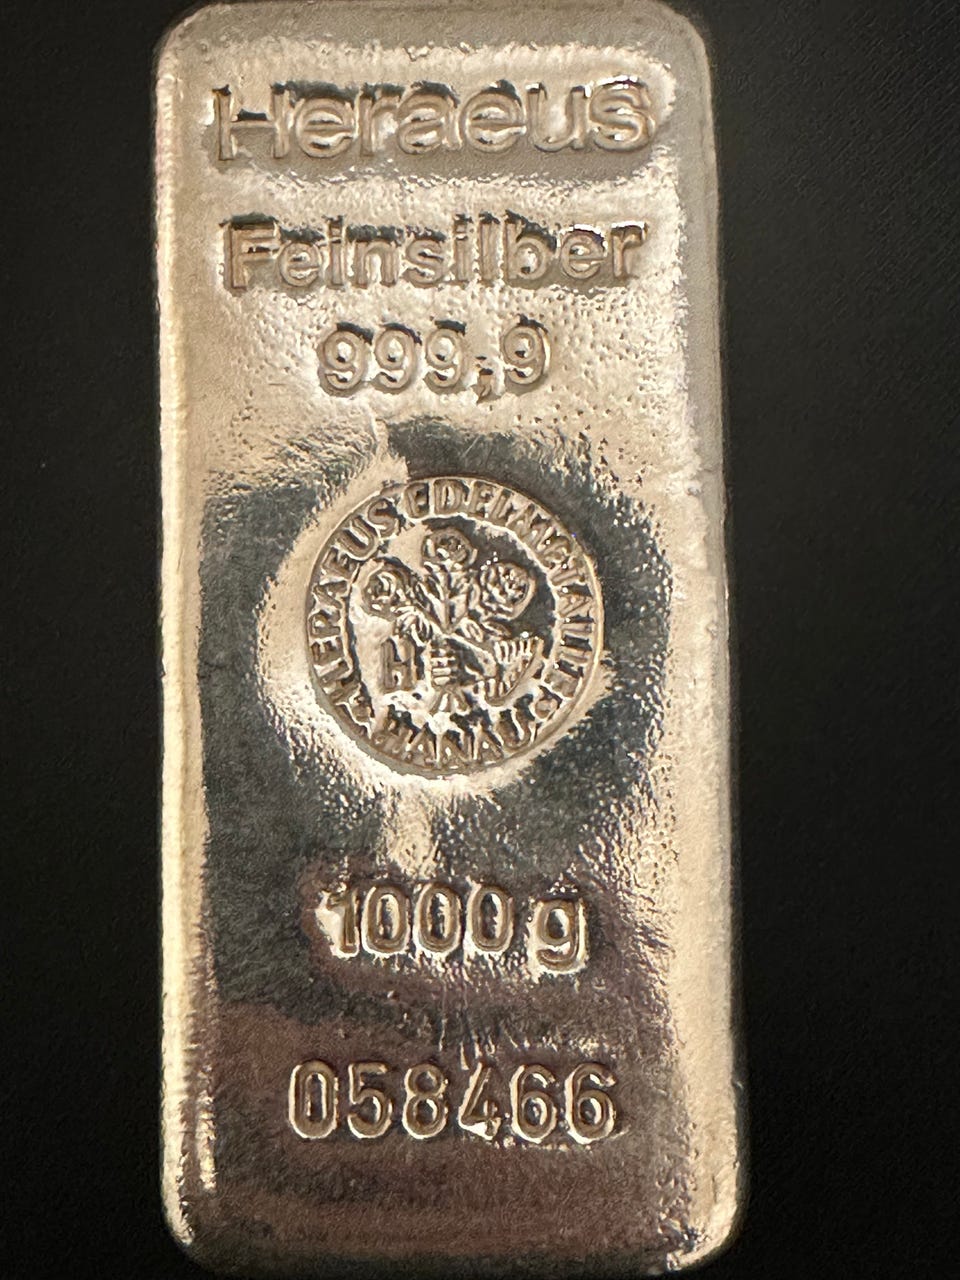 Heraeus
Feinsilber
999,9
HERAEUS EDELMETALLE
H
HANAU
1000 g
058466